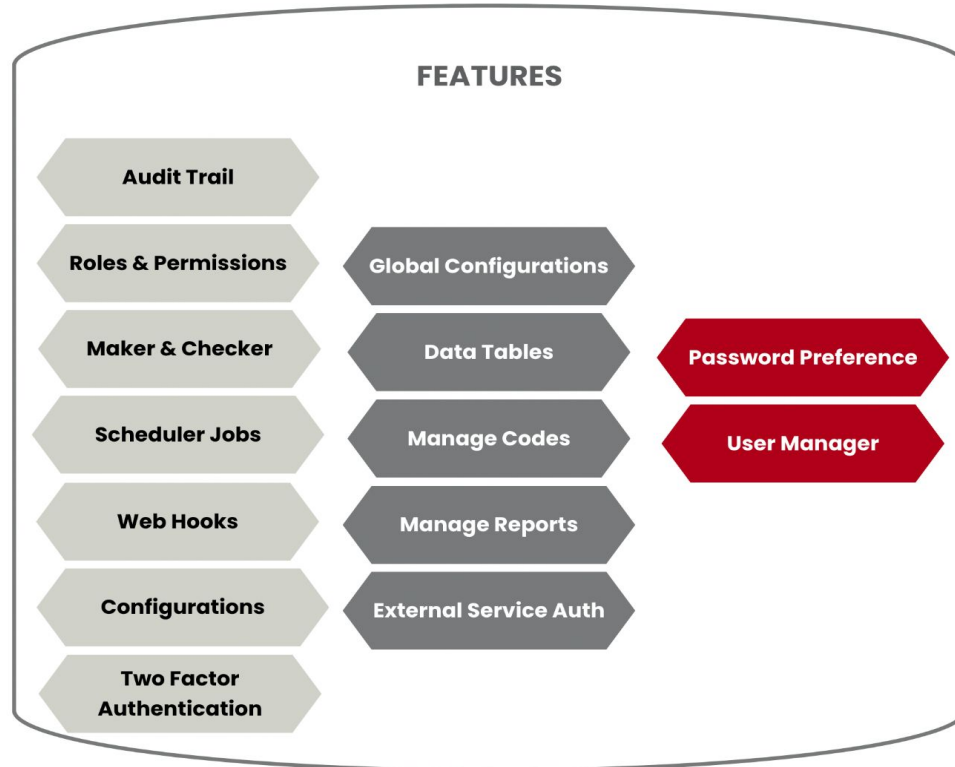 FEATURES
Audit Trail
Roles & Permissions
Maker & Checker
Scheduler Jobs
Web Hooks
Configurations
Two Factor
Authentication
Global Configurations
Data Tables
Manage Codes
Manage Reports
External Service Auth
Password Preference
User Manager